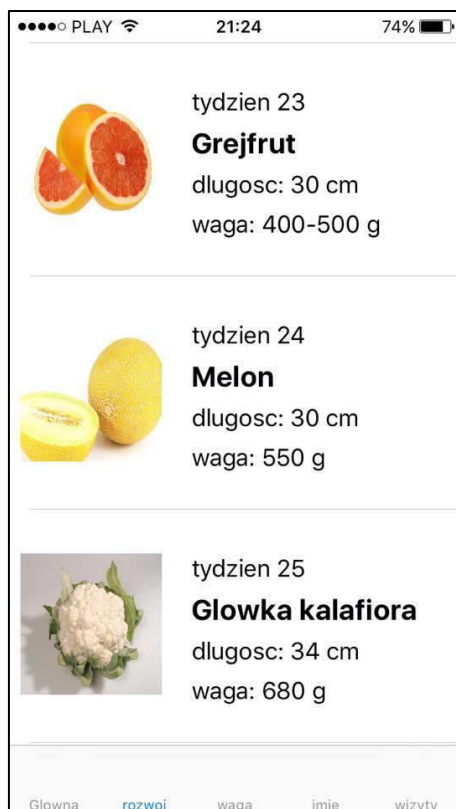 PLAY 21:24 74%
tydzien 23
Grejfrut
dlugosc: 30 cm
waga: 400-500 g
tydzien 24
Melon
dlugosc: 30 cm
waga: 550 g
tydzien 25
Glowka kalafiora
dlugosc: 34 cm
waga: 680 g
Glowna rozwoj waga imie wizyty